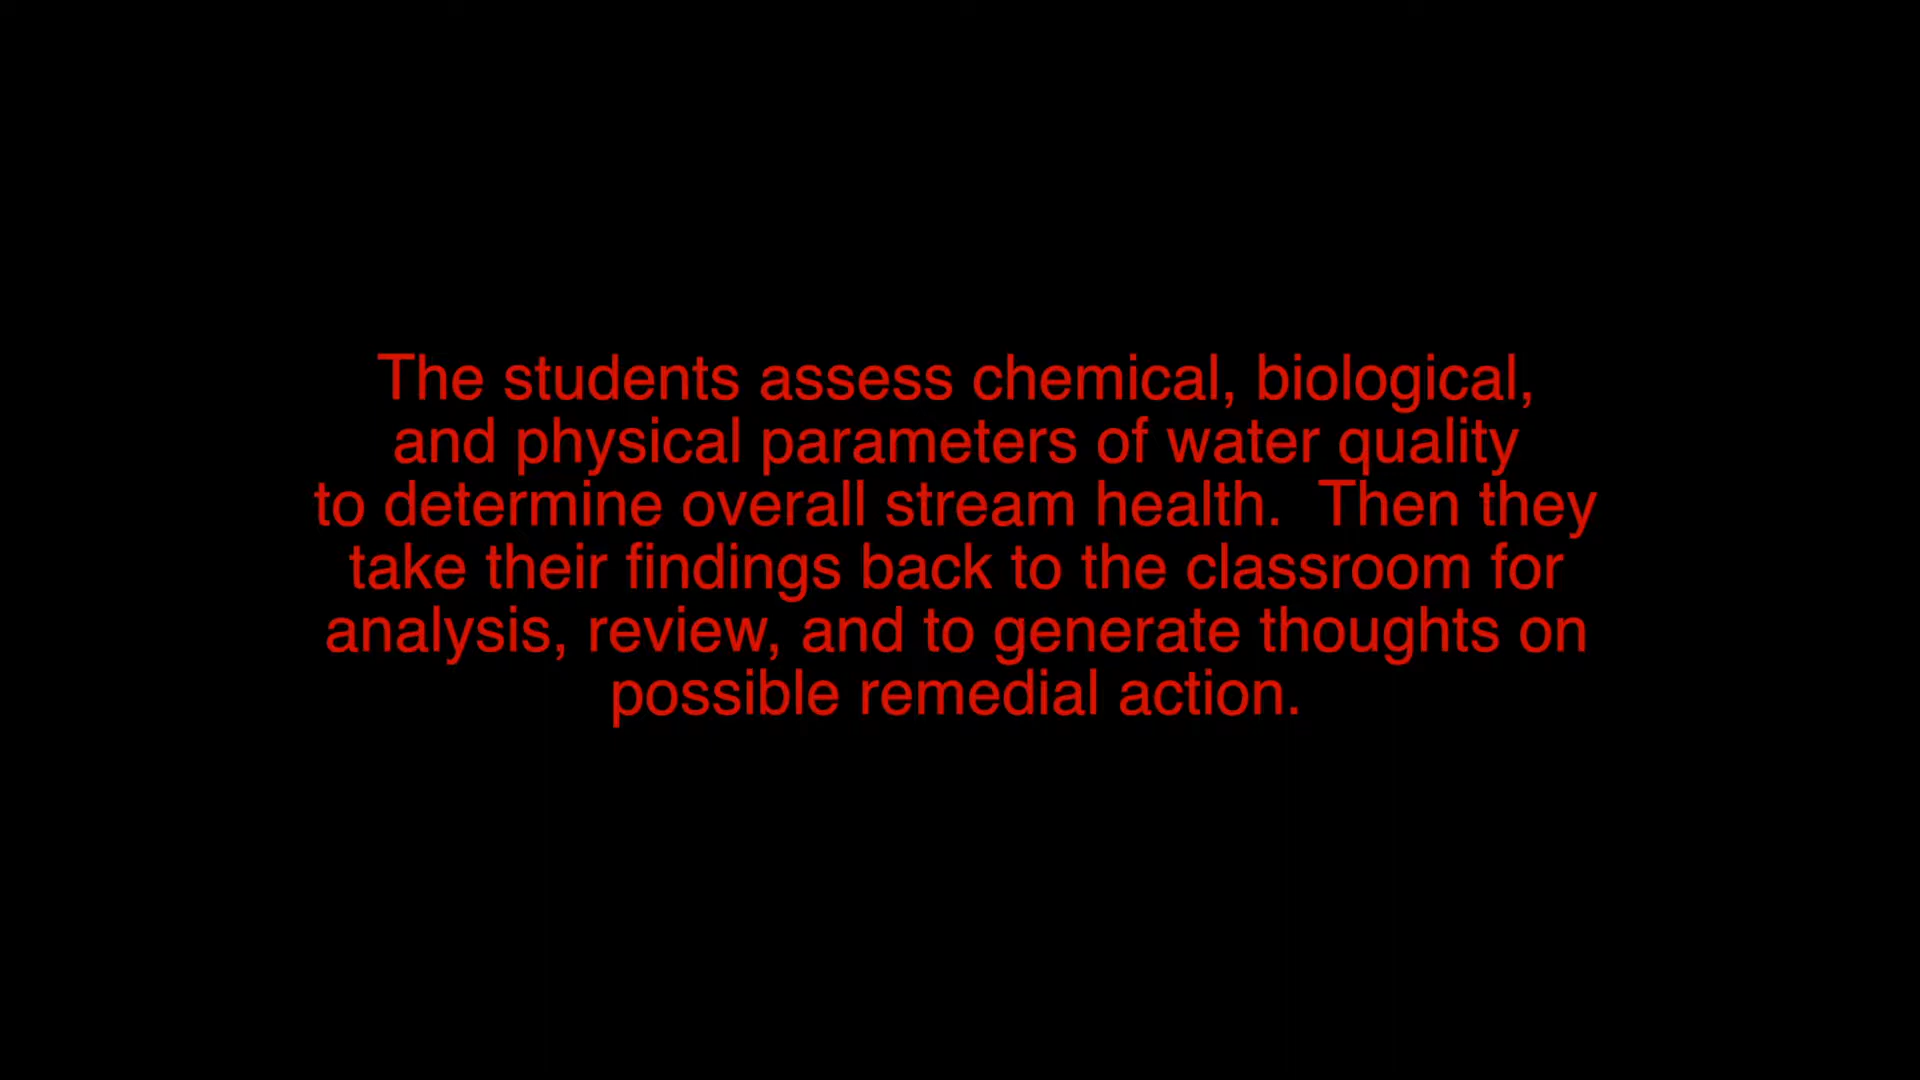 The students assess chemical, biological,
and physical parameters of water quality
to determine overall stream health.  Then they
take their findings back to the classroom for
analysis, review, and to generate thoughts on
possible remedial action.